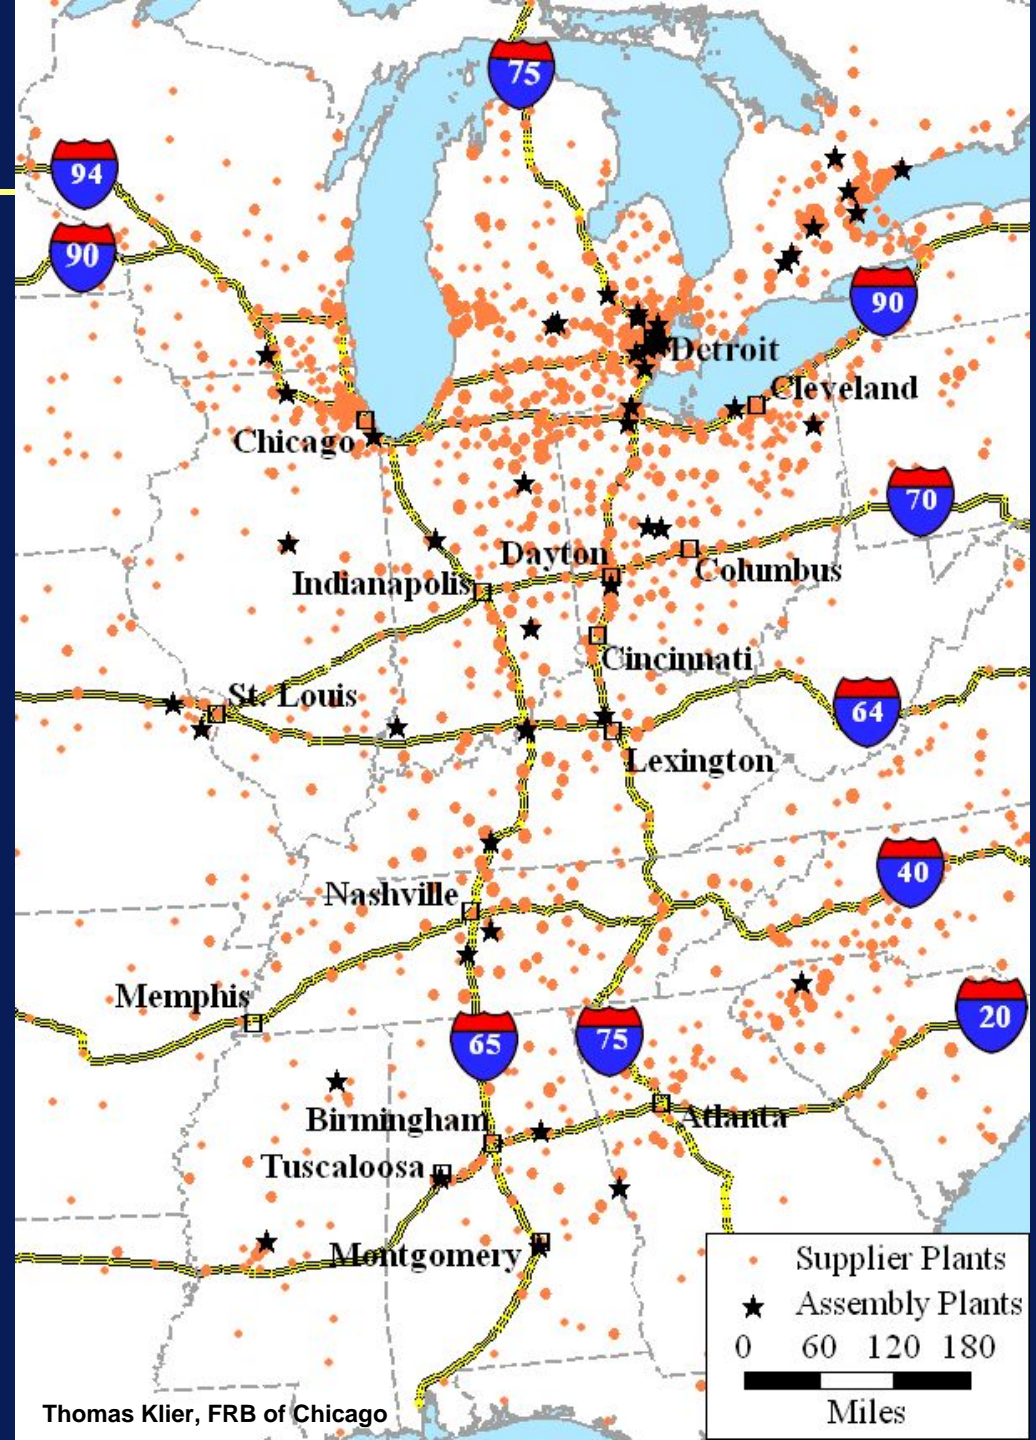 75
94
90
90
Detroit
Cleveland
Chicago
70
Dayton
Columbus
Indianapolis
Cincinnati
St. Louis
64
Lexington
40
Nashville
Memphis
65
75
20
Birmingham
Atlanta
Tuscaloosa
Montgomery
Supplier Plants
Assembly Plants
0 60 120 180
Miles
Thomas Klier, FRB of Chicago